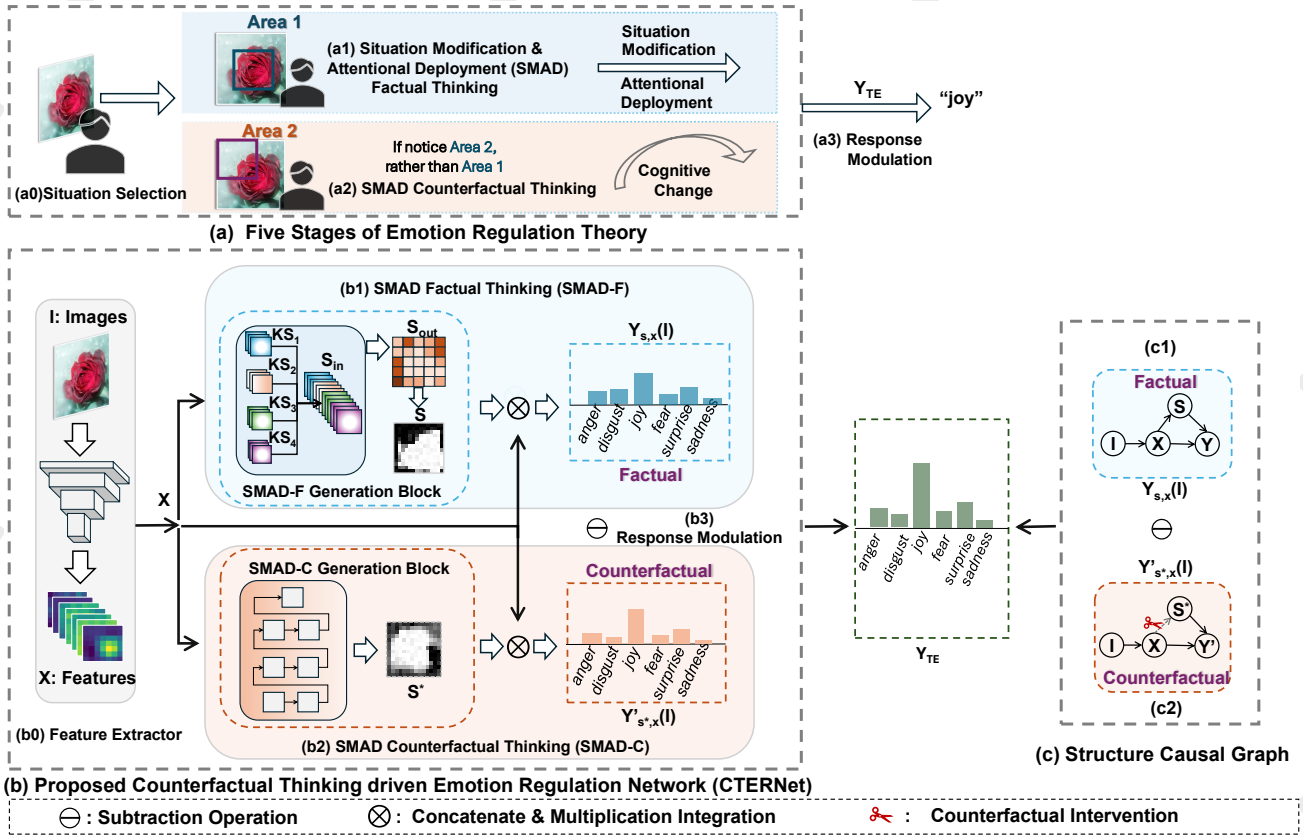 Area 1
(a1) Situation Modification &
Attentional Deployment (SMAD)
Factual Thinking
Situation
Modification
Attentional
Deployment
Area 2
If notice Area 2,
rather than Area 1
(a2) SMAD Counterfactual Thinking
Cognitive
Change
(a0)Situation Selection
Y_TE
"joy"
(a3) Response
Modulation
(a) Five Stages of Emotion Regulation Theory
I: Images
X: Features
(b0) Feature Extractor
X
(b1) SMAD Factual Thinking (SMAD-F)
KS1
KS2
KS3
KS4
Sin
Sout
S
SMAD-F Generation Block
Ys,x(I)
anger
disgust
joy
fear
surprise
sadness
Factual
(b3)
Response Modulation
SMAD-C Generation Block
S*
Counterfactual
anger
disgust
joy
fear
surprise
sadness
Y's*,x(I)
(b2) SMAD Counterfactual Thinking (SMAD-C)
anger
disgust
joy
fear
surprise
sadness
Y_TE
(c1)
Factual
S
I
X
Y
Ys,x(I)
Y's*,x(I)
S*
I
X
Y'
Counterfactual
(c2)
(c) Structure Causal Graph
(b) Proposed Counterfactual Thinking driven Emotion Regulation Network (CTERNet)
: Subtraction Operation
: Concatenate & Multiplication Integration
: Counterfactual Intervention